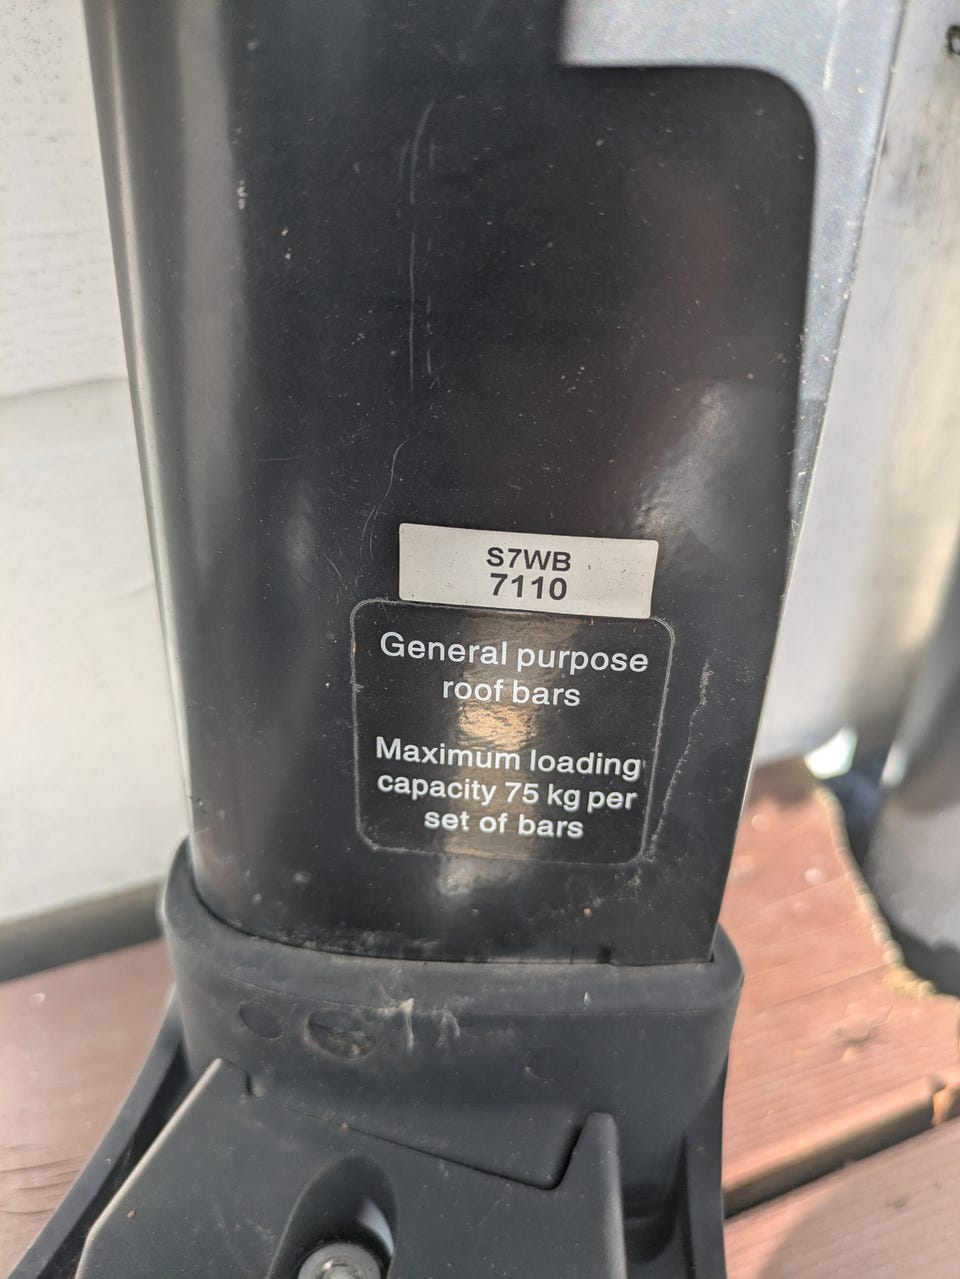 S7WB
7110
General purpose
roof bars
Maximum loading
capacity 75 kg per
set of bars